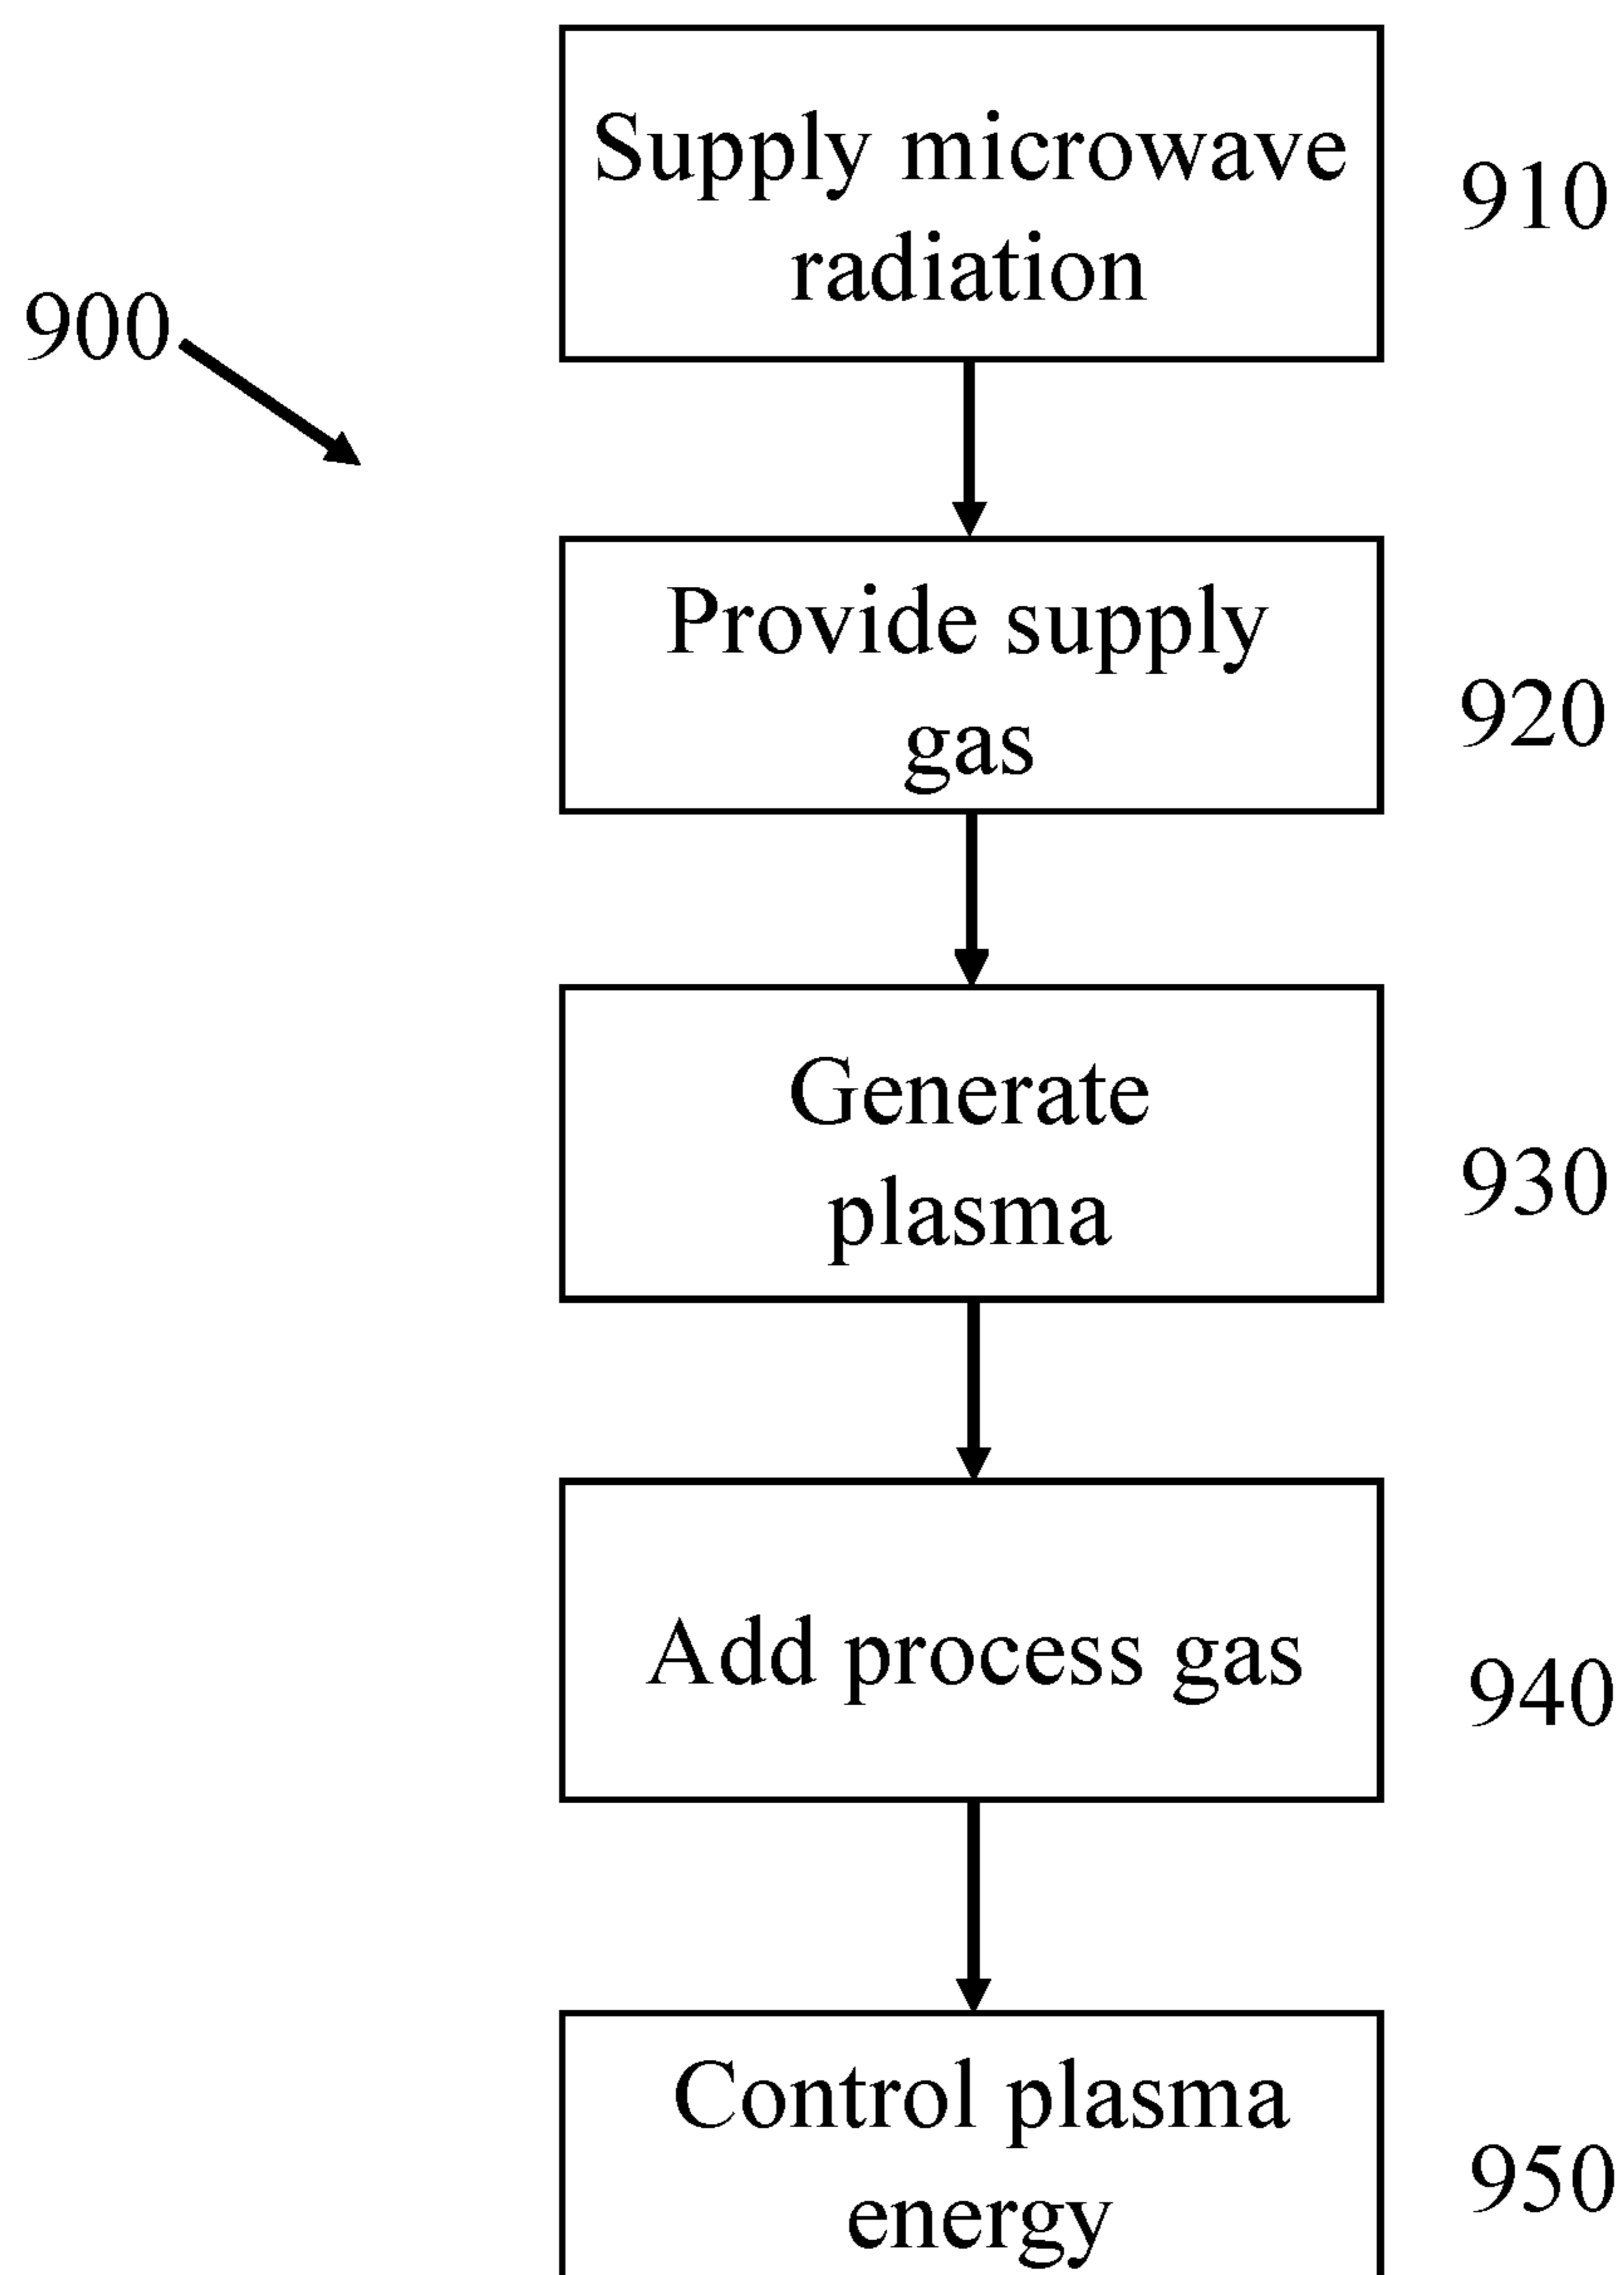 Supply microwave
radiation
910
900
Provide supply
gas
920
Generate
plasma
930
Add process gas
940
Control plasma
energy
950